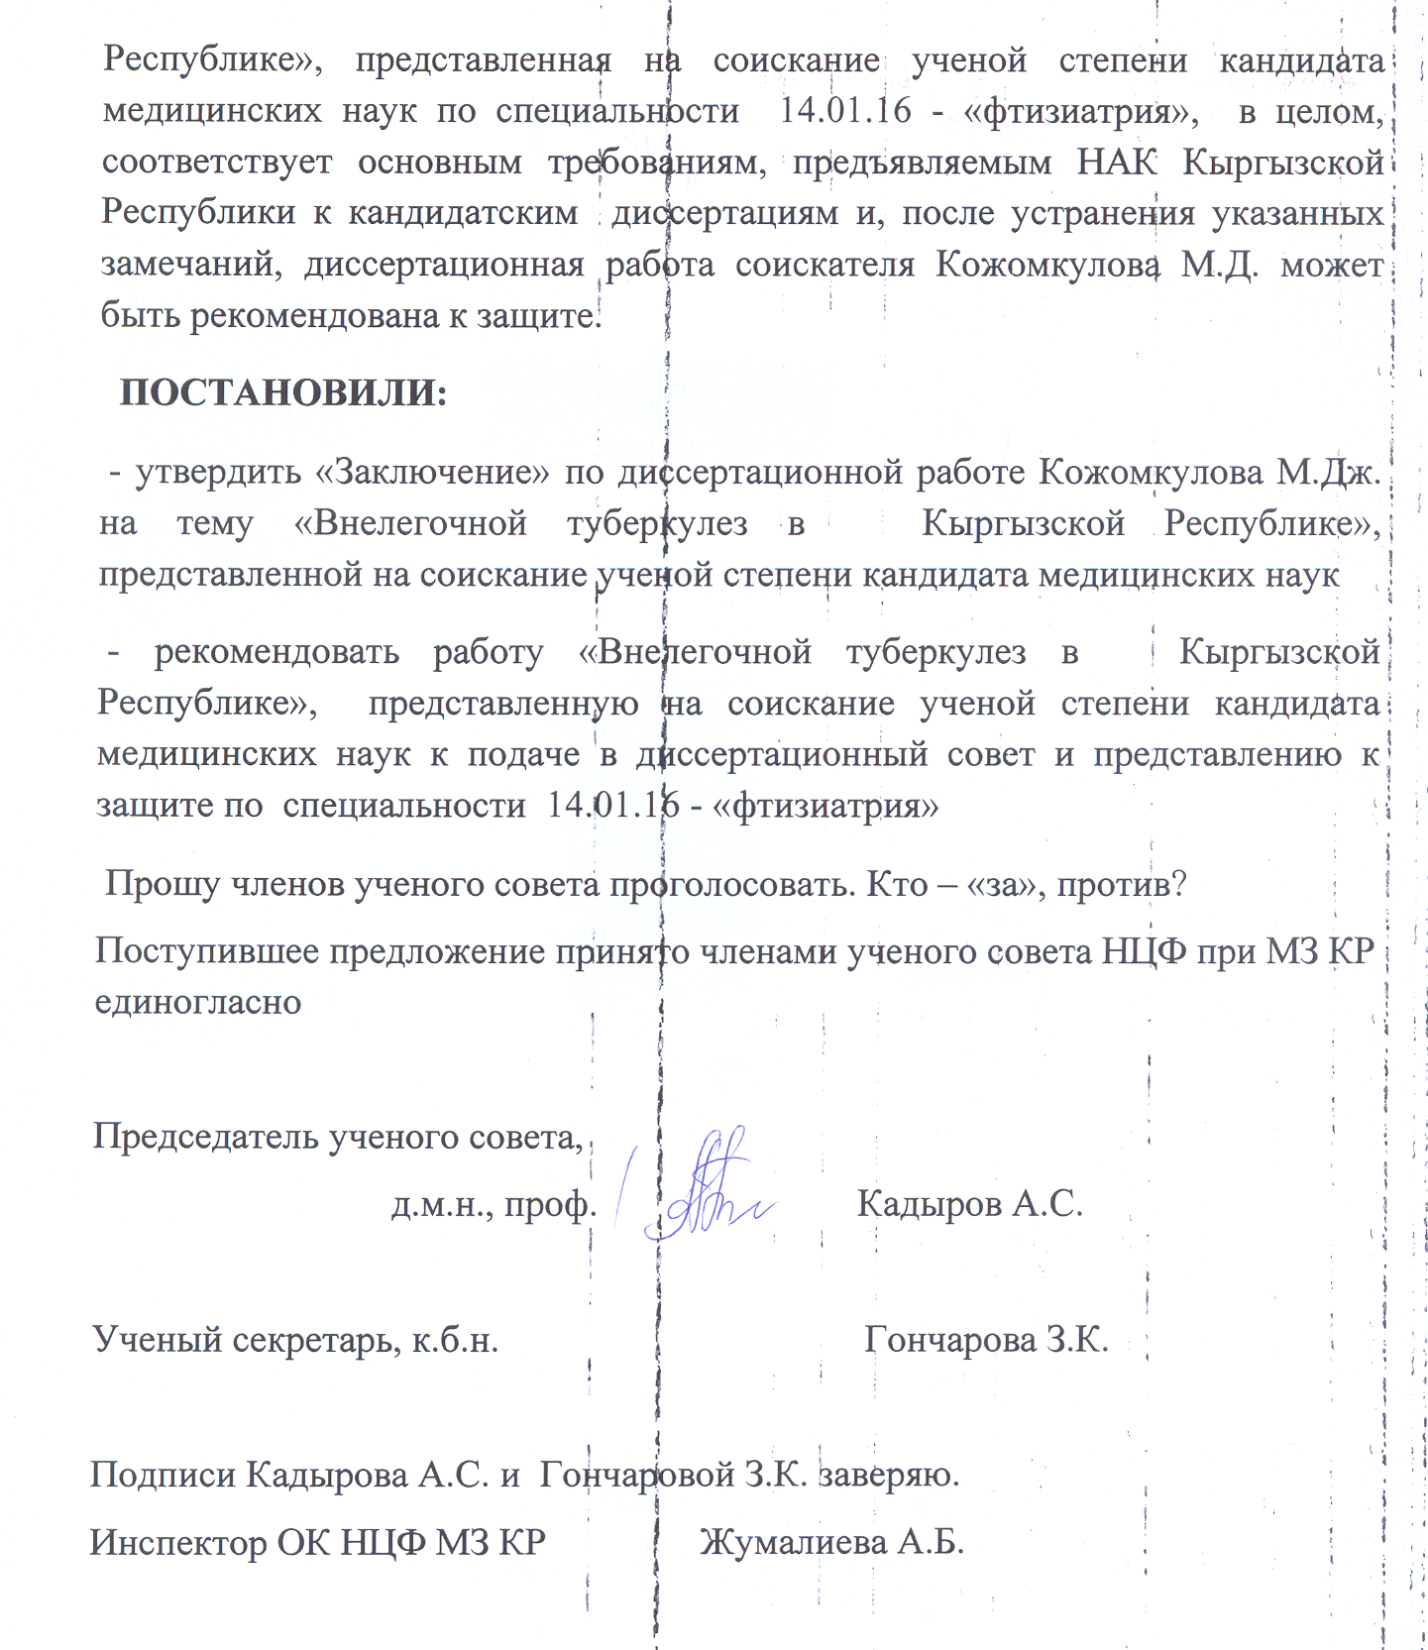 Республике», представленная на соискание ученой степени кандидата
медицинских наук по специальности 14.01.16 - «фтизиатрия», в целом,
соответствует основным требованиям, предъявляемым НАК Кыргызской
Республики к кандидатским диссертациям и, после устранения указанных
замечаний, диссертационная работа соискателя Кожомкулова М.Д. может
быть рекомендована к защите.
ПОСТАНОВИЛИ:
- утвердить «Заключение» по диссертационной работе Кожомкулова М.Дж.
на тему «Внелегочной туберкулез в Кыргызской Республике»,
представленной на соискание ученой степени кандидата медицинских наук
- рекомендовать работу «Внелегочной туберкулез в Кыргызской
Республике», представленную на соискание ученой степени кандидата
медицинских наук к подаче в диссертационный совет и представлению к
защите по специальности 14.01.16 - «фтизиатрия»
Прошу членов ученого совета проголосовать. Кто – «за», против?
Поступившее предложение принято членами ученого совета НЦФ при МЗ КР
единогласно
Председатель ученого совета,
д.м.н., проф. Кадыров А.С.
Ученый секретарь, к.б.н. Гончарова З.К.
Подписи Кадырова А.С. и Гончаровой З.К. заверяю.
Инспектор ОК НЦФ МЗ КР Жумалиева А.Б.